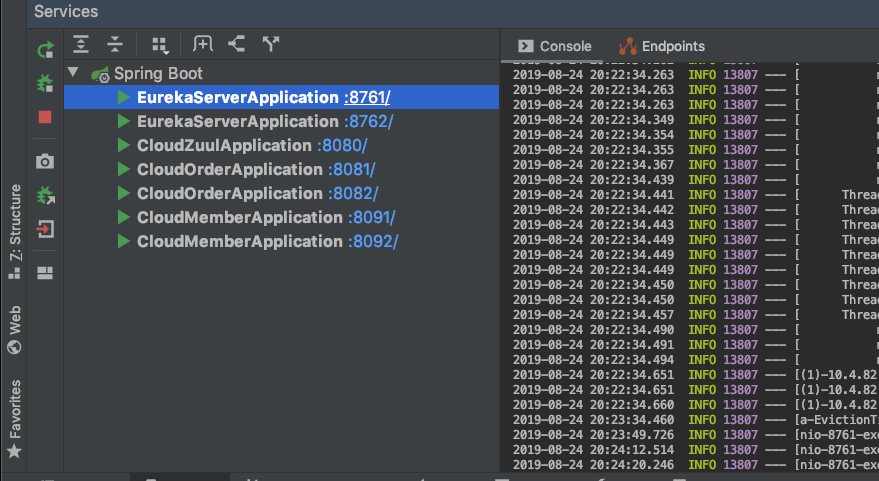 Services
Console Endpoints
Spring Boot
EurekaServerApplication :8761/
EurekaServerApplication :8762/
CloudZuulApplication :8080/
CloudOrderApplication :8081/
CloudOrderApplication :8082/
CloudMemberApplication :8091/
CloudMemberApplication :8092/
Z: Structure
Web
Favorites
2019-08-24 20:22:34.263 INFO 13807 --- [
2019-08-24 20:22:34.263 INFO 13807 --- [
2019-08-24 20:22:34.263 INFO 13807 --- [
2019-08-24 20:22:34.349 INFO 13807 --- [
2019-08-24 20:22:34.354 INFO 13807 --- [
2019-08-24 20:22:34.355 INFO 13807 --- [
2019-08-24 20:22:34.367 INFO 13807 --- [
2019-08-24 20:22:34.439 INFO 13807 --- [
2019-08-24 20:22:34.441 INFO 13807 --- [ Threa
2019-08-24 20:22:34.442 INFO 13807 --- [ Threa
2019-08-24 20:22:34.443 INFO 13807 --- [ Threa
2019-08-24 20:22:34.449 INFO 13807 --- [ Threa
2019-08-24 20:22:34.449 INFO 13807 --- [ Threa
2019-08-24 20:22:34.449 INFO 13807 --- [ Threa
2019-08-24 20:22:34.450 INFO 13807 --- [ Threa
2019-08-24 20:22:34.450 INFO 13807 --- [ Threa
2019-08-24 20:22:34.457 INFO 13807 --- [ Threa
2019-08-24 20:22:34.490 INFO 13807 --- [
2019-08-24 20:22:34.491 INFO 13807 --- [
2019-08-24 20:22:34.494 INFO 13807 --- [
2019-08-24 20:22:34.651 INFO 13807 --- [(1)-10.4.82
2019-08-24 20:22:34.651 INFO 13807 --- [(1)-10.4.82
2019-08-24 20:22:34.660 INFO 13807 --- [(1)-10.4.82
2019-08-24 20:23:34.460 INFO 13807 --- [a-EvictionTi
2019-08-24 20:23:49.726 INFO 13807 --- [nio-8761-exe
2019-08-24 20:24:12.514 INFO 13807 --- [nio-8761-exe
2019-08-24 20:24:20.246 INFO 13807 --- [nio-8761-exe